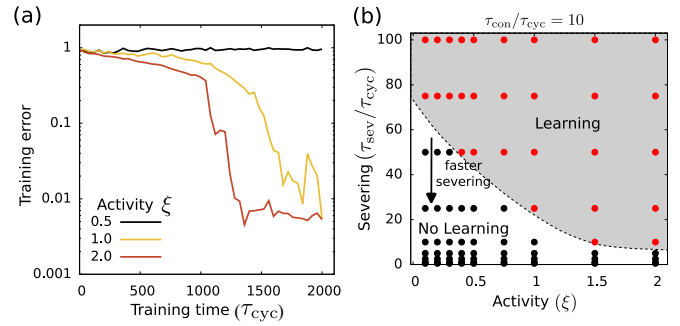 (a)
Training error
1
0.1
0.01
0.001
Activity ξ
0.5
1.0
2.0
0 500 1000 1500 2000
Training time (τcyc)
(b)
τcon/τcyc = 10
Severing (τsev/τcyc)
100
80
60
40
20
0
Learning
faster
severing
No Learning
0 0.5 1.0 1.5 2.0
Activity (ξ)